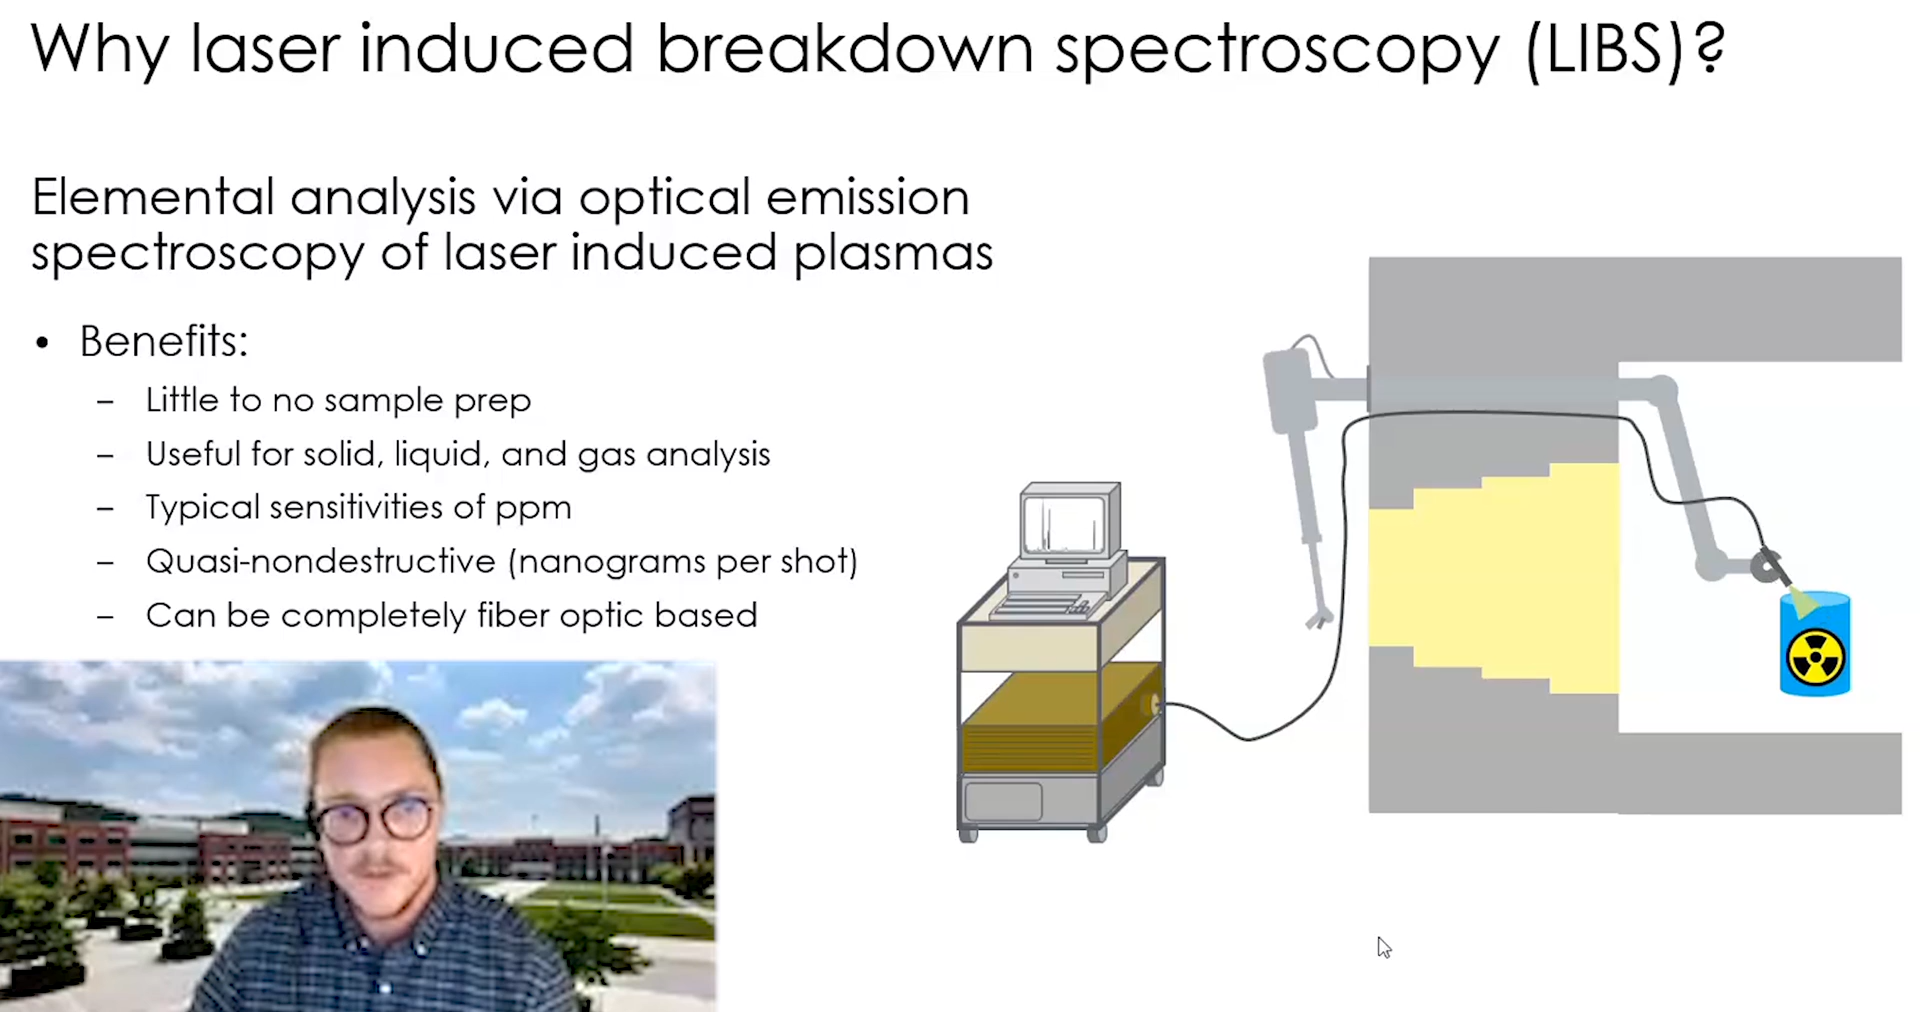 Why laser induced breakdown spectroscopy (LIBS)?
Elemental analysis via optical emission
spectroscopy of laser induced plasmas
• Benefits:
– Little to no sample prep
– Useful for solid, liquid, and gas analysis
– Typical sensitivities of ppm
– Quasi-nondestructive (nanograms per shot)
– Can be completely fiber optic based